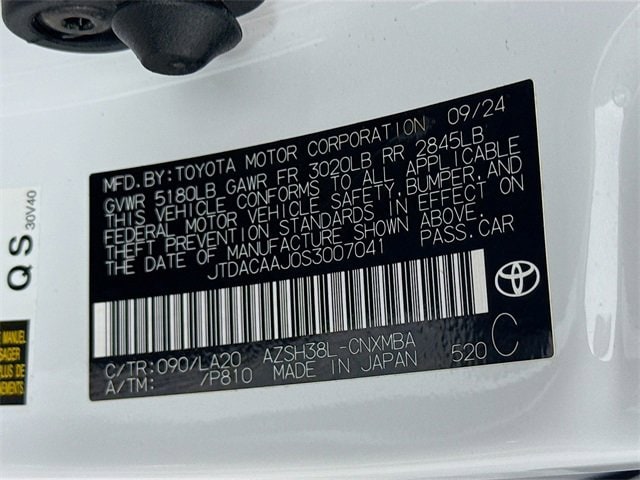 MFD.BY:TOYOTA MOTOR CORPORATION 09/24
GVWR 5180LB GAWR FR 3020LB RR 2845LB
THIS VEHICLE CONFORMS TO ALL APPLICABLE
FEDERAL MOTOR VEHICLE SAFETY,BUMPER,AND
THEFT PREVENTION STANDARDS IN EFFECT ON
THE DATE OF MANUFACTURE SHOWN ABOVE.
JTDACAAJ0S3007041 PASS.CAR
C/TR:090/LA20 AZSH38L-CNXMBA 520 C
A/TM: /P810 MADE IN JAPAN
QS
30V40
MANUEL